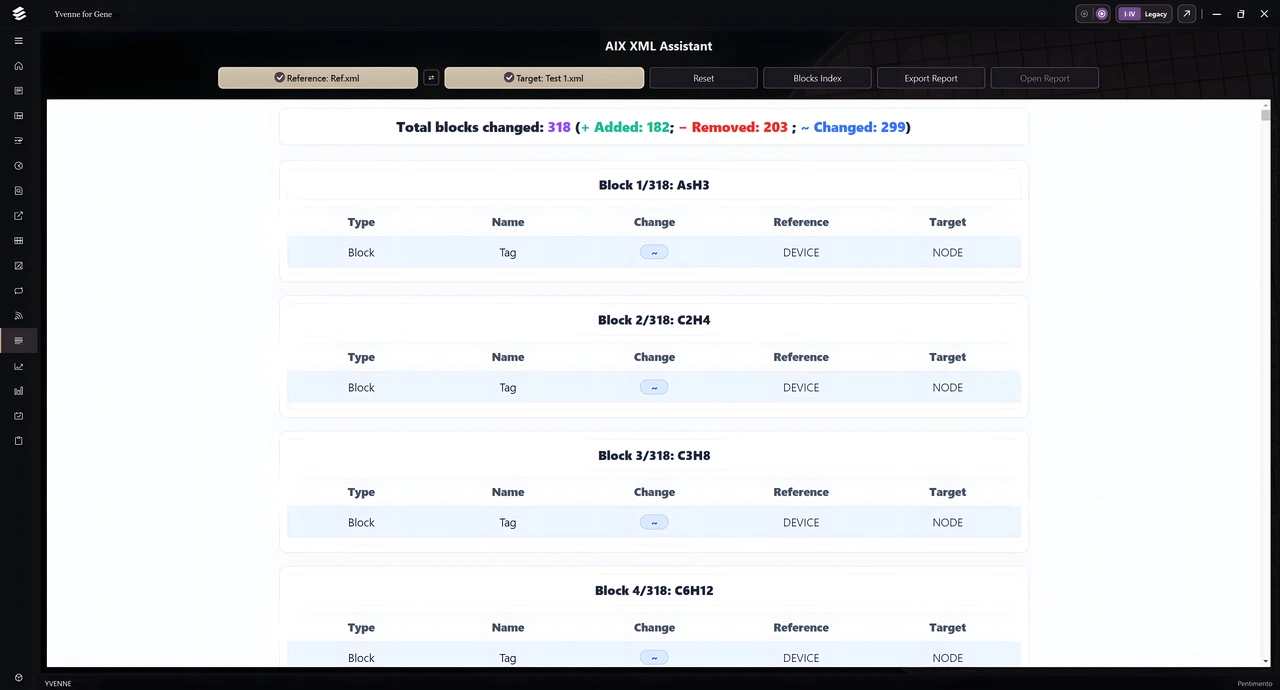 Yvenne for Gene
I-IV Legacy
AIX XML Assistant
Reference: Ref.xml
Target: Test 1.xml
Reset
Blocks Index
Export Report
Open Report
Total blocks changed: 318 (+ Added: 182; − Removed: 203 ; ~ Changed: 299)
Block 1/318: AsH3
Type Name Change Reference Target
Block Tag ~ DEVICE NODE
Block 2/318: C2H4
Type Name Change Reference Target
Block Tag ~ DEVICE NODE
Block 3/318: C3H8
Type Name Change Reference Target
Block Tag ~ DEVICE NODE
Block 4/318: C6H12
Type Name Change Reference Target
Block Tag ~ DEVICE NODE
YVENNE
Pentimento